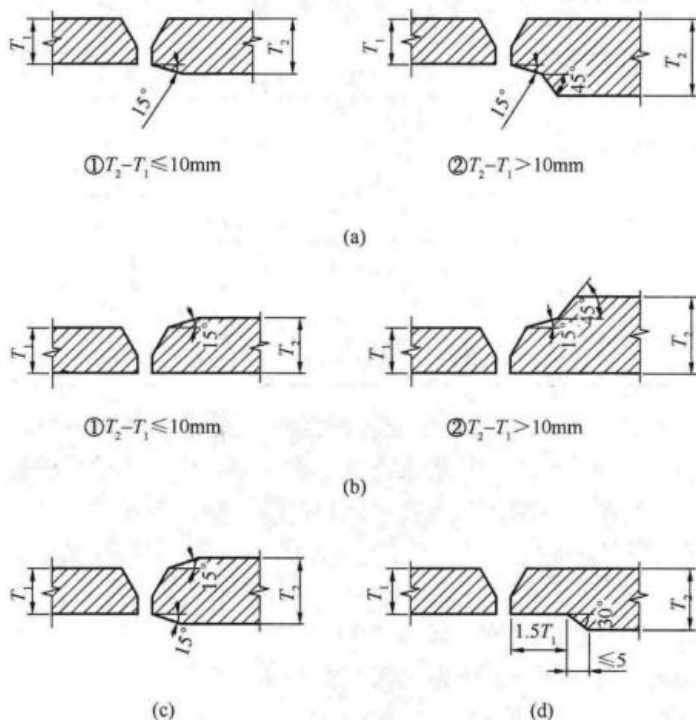 T₁ 15° T₂ T₁ 15° 45° T₂
①T₂−T₁≤10mm ②T₂−T₁>10mm
(a)
T₁ 15° T₂ T₁ 15° 45° T₂
①T₂−T₁≤10mm ②T₂−T₁>10mm
(b)
T₁ 15° 15° T₂ T₁ 1.5T₁ 30° ≤5 T₂
(c) (d)